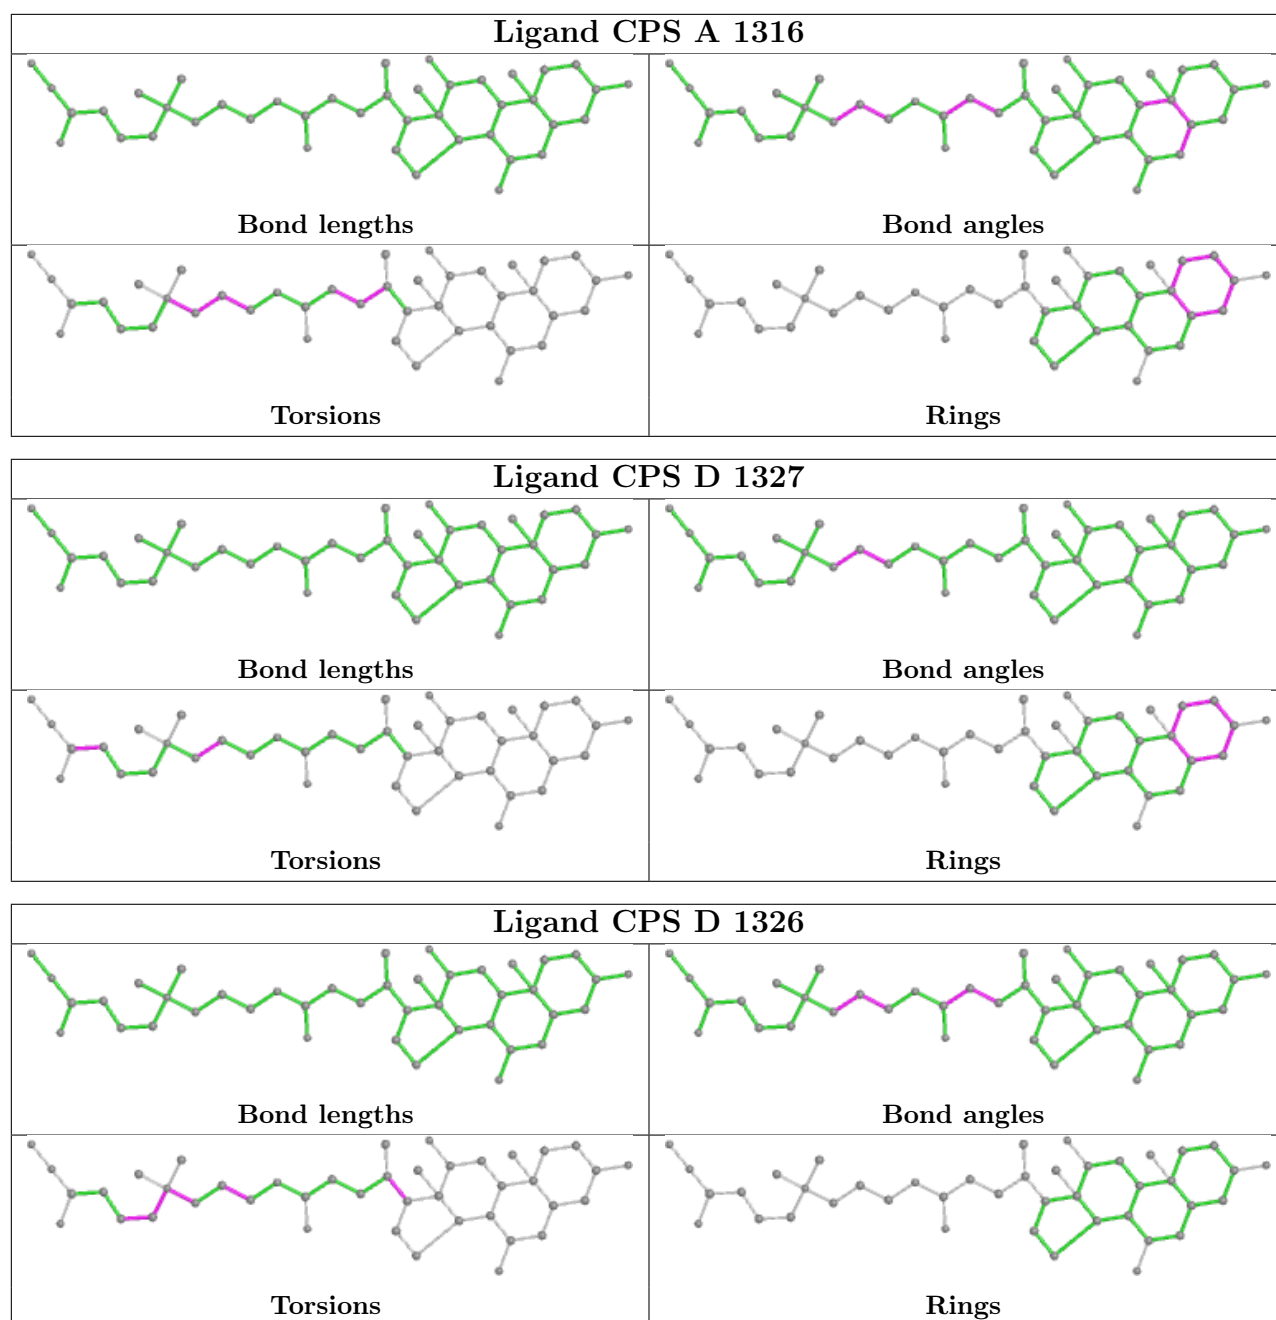 Ligand CPS A 1316
Bond lengths
Bond angles
Torsions
Rings
Ligand CPS D 1327
Bond lengths
Bond angles
Torsions
Rings
Ligand CPS D 1326
Bond lengths
Bond angles
Torsions
Rings